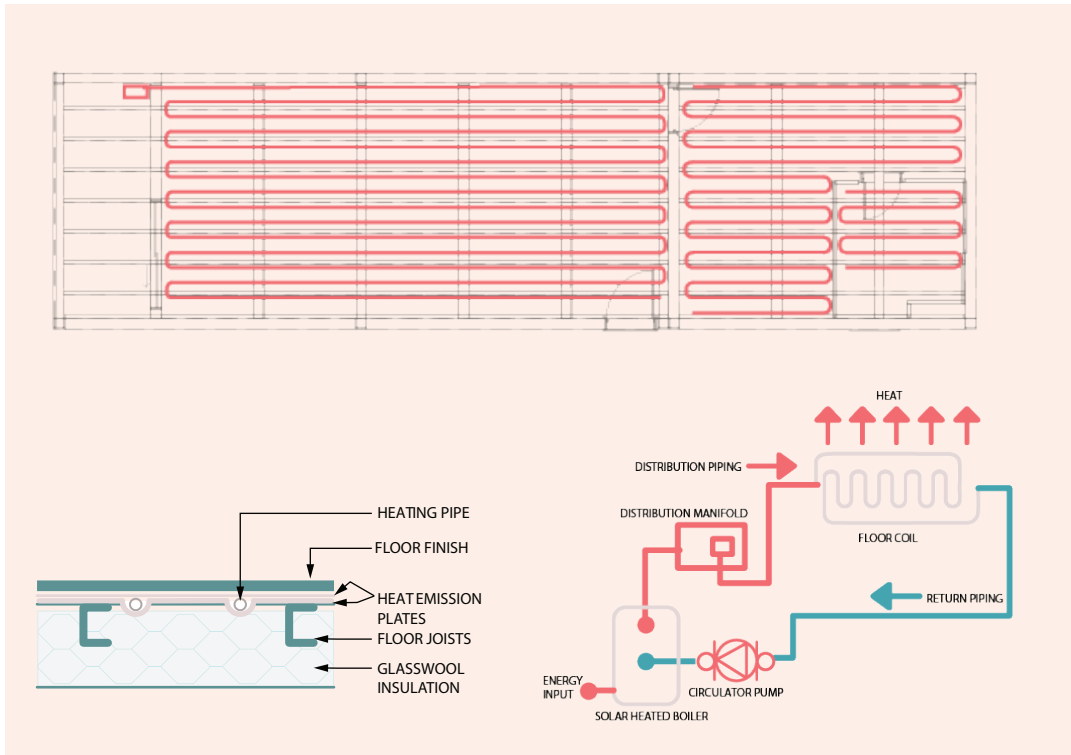 HEATING PIPE
FLOOR FINISH
HEAT EMISSION
PLATES
FLOOR JOISTS
GLASSWOOL
INSULATION
HEAT
DISTRIBUTION PIPING
DISTRIBUTION MANIFOLD
FLOOR COIL
RETURN PIPING
ENERGY
INPUT
CIRCULATOR PUMP
SOLAR HEATED BOILER